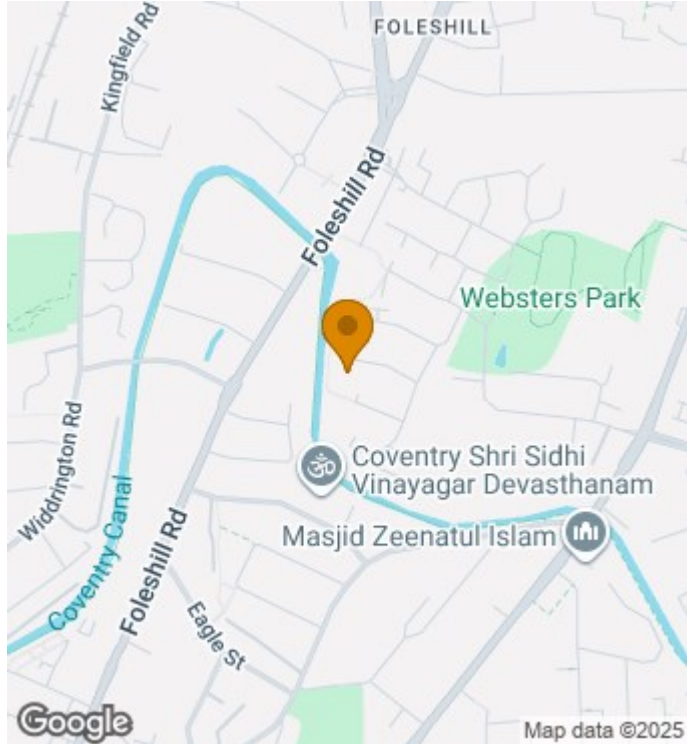 FOLESHILL
Kingfield Rd
Foleshill Rd
Websters Park
Widdrington Rd
Coventry Canal
Coventry Shri Sidhi
Vinayagar Devasthanam
ॐ
Masjid Zeenatul Islam
Foleshill Rd
Eagle St
Google
Map data ©2025